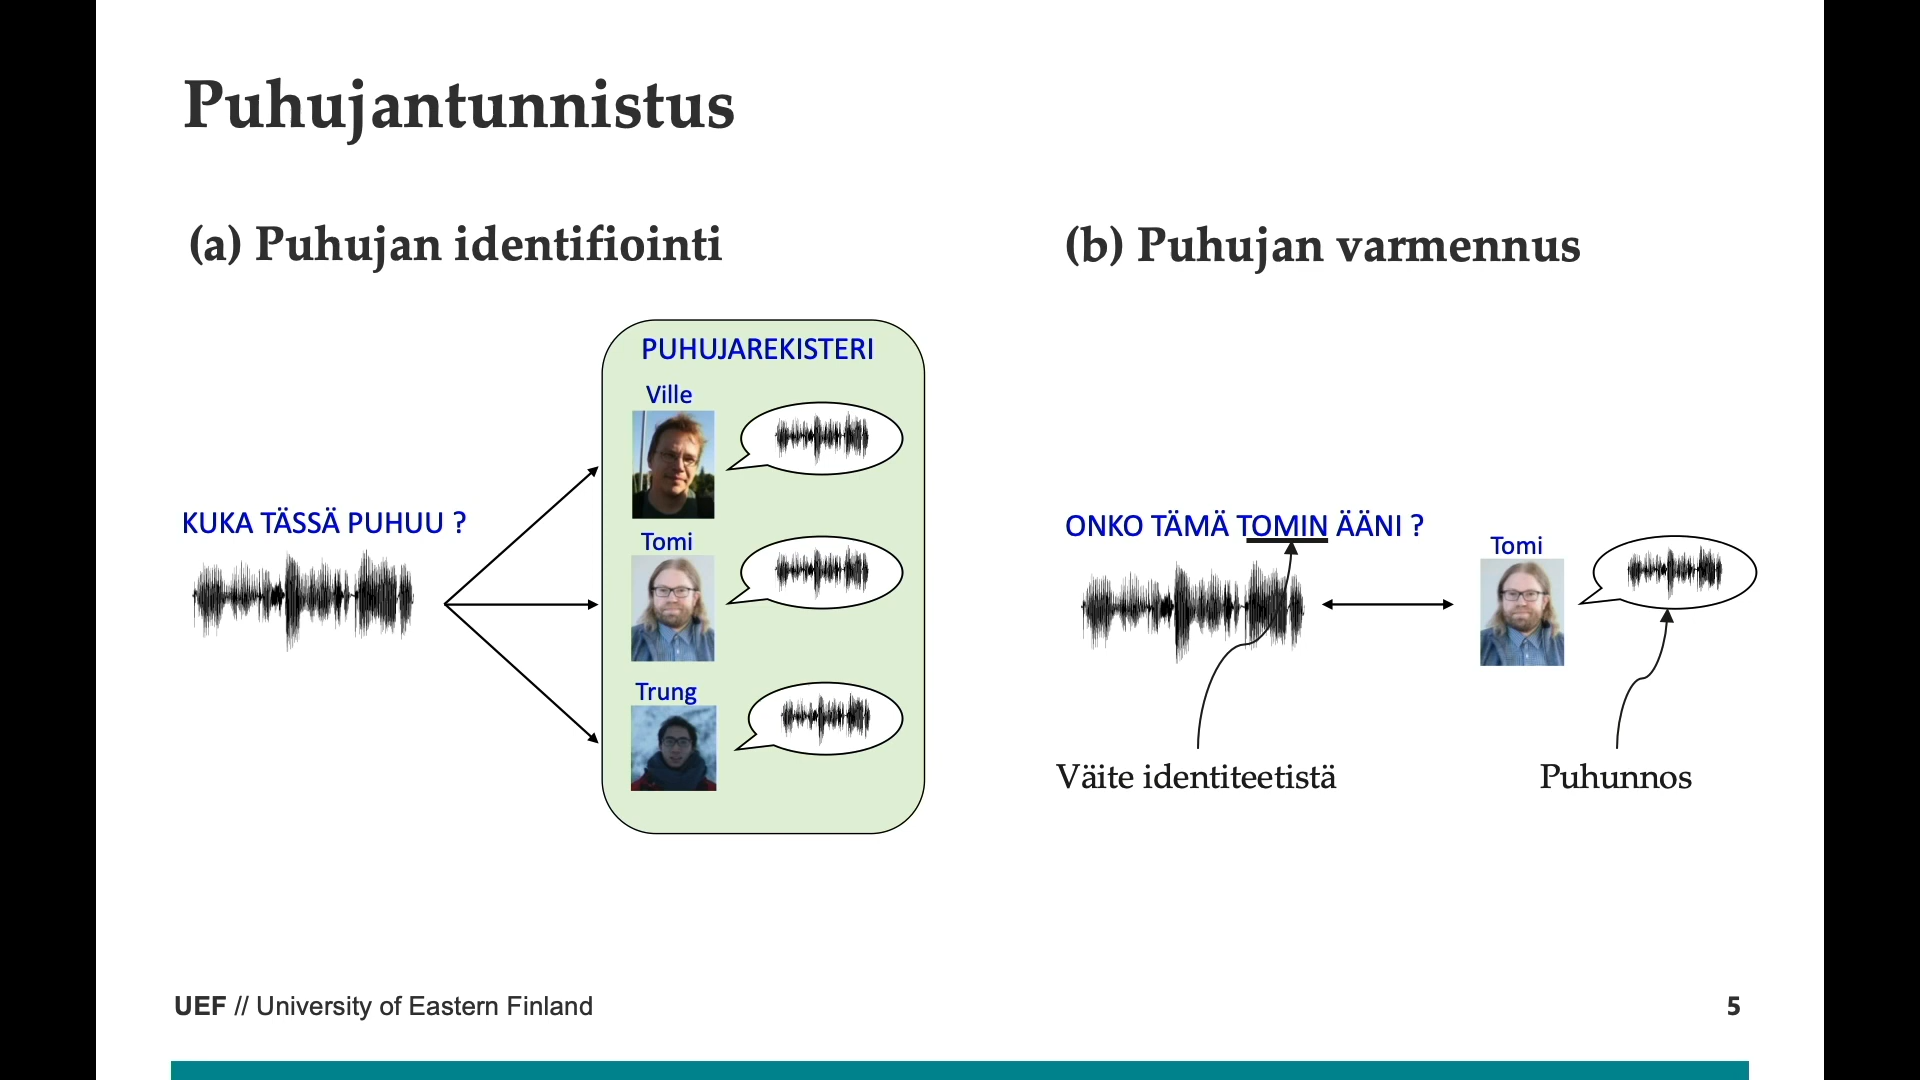 Puhujantunnistus
(a) Puhujan identifiointi
KUKA TÄSSÄ PUHUU ?
PUHUJAREKISTERI
Ville
Tomi
Trung
(b) Puhujan varmennus
ONKO TÄMÄ TOMIN ÄÄNI ?
Tomi
Väite identiteetistä
Puhunnos
UEF // University of Eastern Finland
5